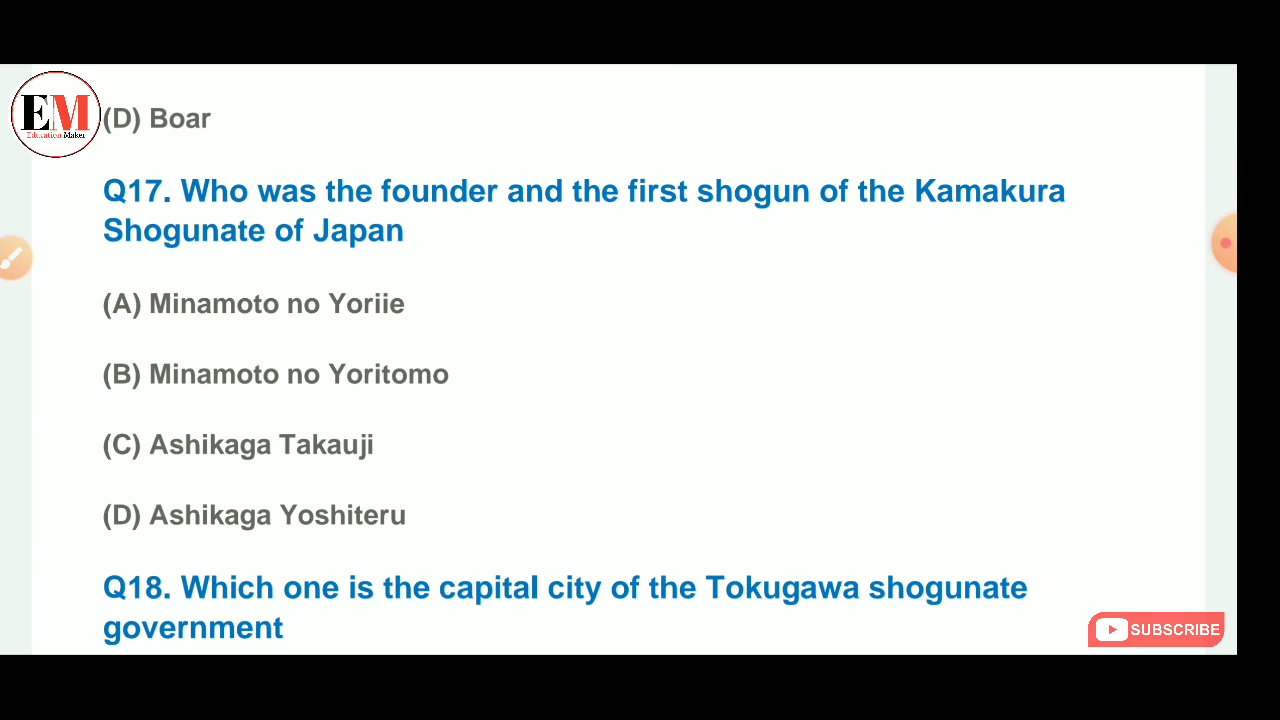 EM
Education Maker
(D) Boar
Q17. Who was the founder and the first shogun of the Kamakura
Shogunate of Japan
(A) Minamoto no Yoriie
(B) Minamoto no Yoritomo
(C) Ashikaga Takauji
(D) Ashikaga Yoshiteru
Q18. Which one is the capital city of the Tokugawa shogunate
government
SUBSCRIBE